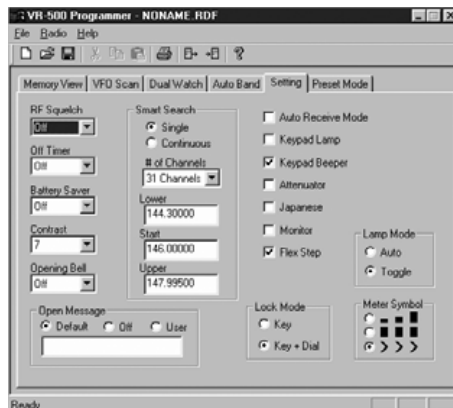 VR-500 Programmer - NONAME.RDF
File Radio Help
Memory View VFO Scan Dual Watch Auto Band Setting Preset Mode
RF Squelch
Off
Off Timer
Off
Battery Saver
Off
Contrast
7
Opening Bell
Off
Smart Search
Single
Continuous
# of Channels
31 Channels
Lower
144.30000
Start
146.00000
Upper
147.99500
Auto Receive Mode
Keypad Lamp
Keypad Beeper
Attenuator
Japanese
Monitor
Flex Step
Lamp Mode
Auto
Toggle
Open Message
Default Off User
Lock Mode
Key
Key + Dial
Meter Symbol
Ready